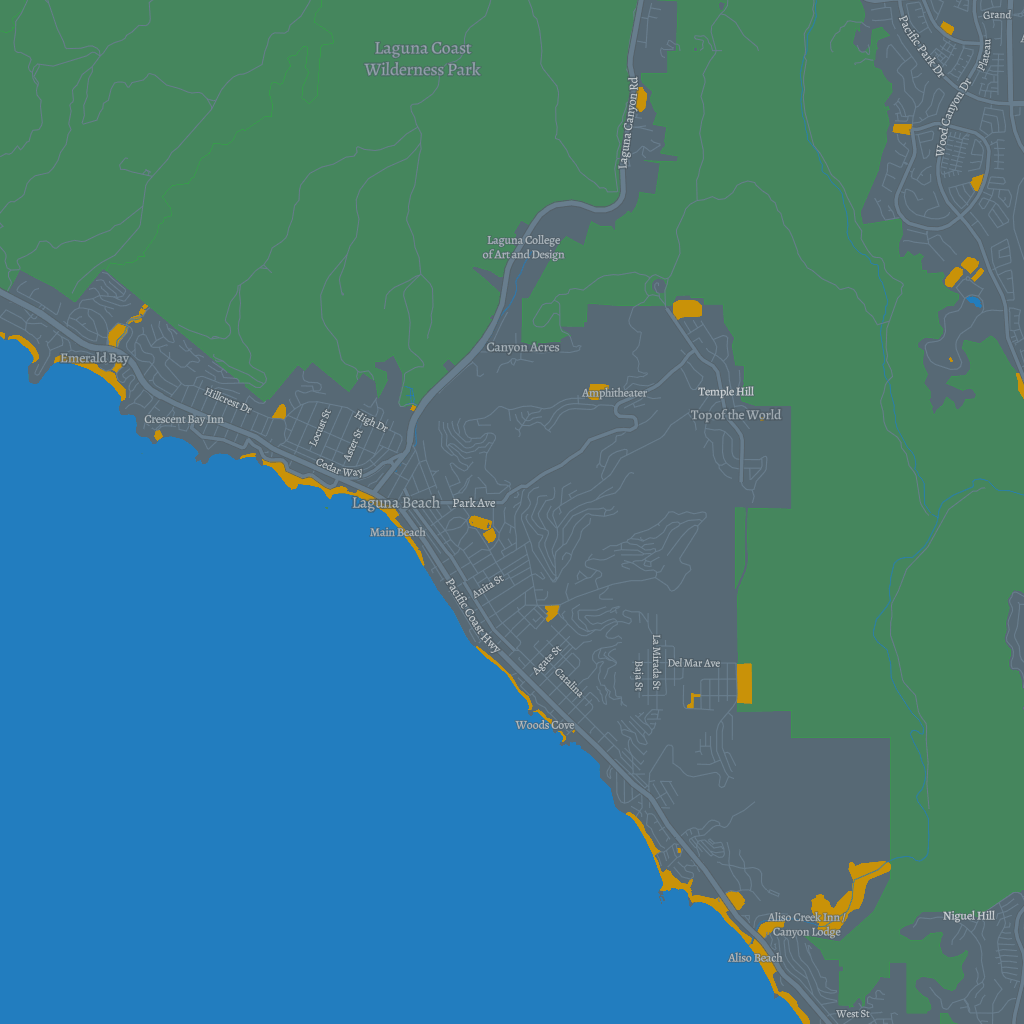 Grand
Pacific Park Dr
Plateau
Laguna Coast
Wilderness Park
Laguna Canyon Rd
Wood Canyon Dr
Laguna College
of Art and Design
Canyon Acres
Emerald Bay
Amphitheater
Temple Hill
Top of the World
Hillcrest Dr
Crescent Bay Inn
Locust St
High Dr
Aster St
Cedar Way
Laguna Beach
Park Ave
Main Beach
Anita St
Pacific Coast Hwy
Agate St
Catalina
Baja St
La Mirada St
Del Mar Ave
Woods Cove
Aliso Creek Inn
Canyon Lodge
Niguel Hill
Aliso Beach
West St